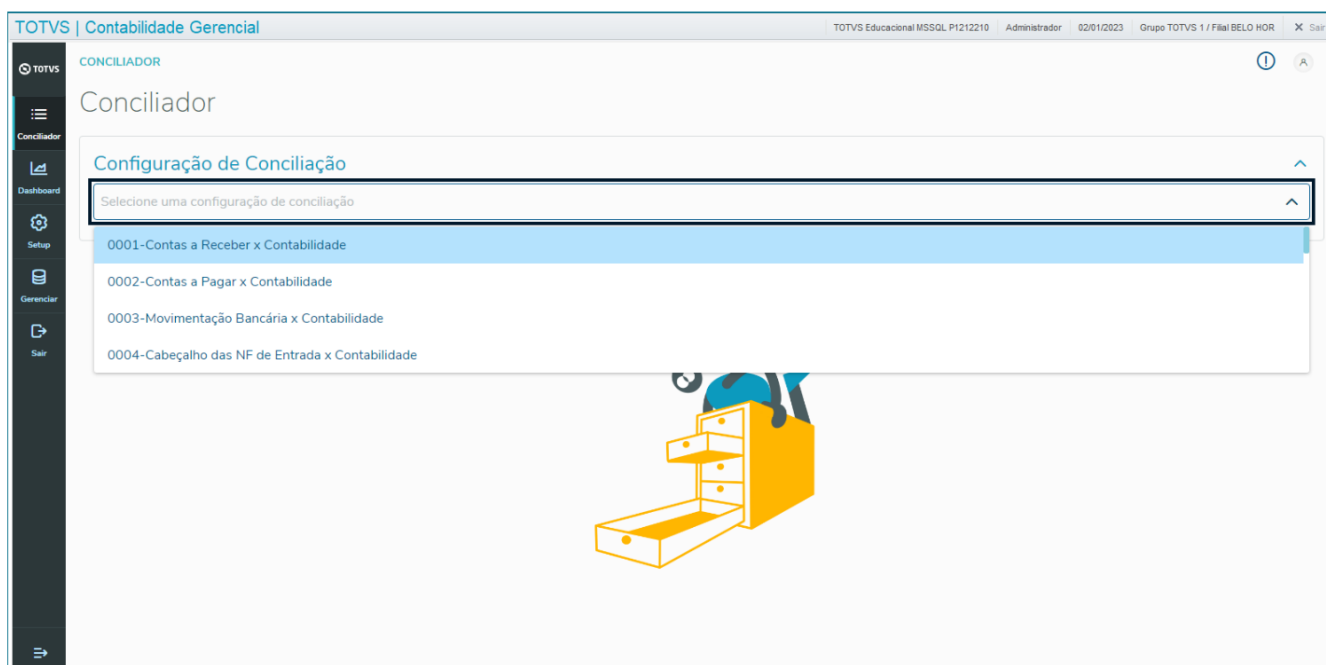 TOTVS | Contabilidade Gerencial
TOTVS Educacional MSSQL P1212210 Administrador 02/01/2023 Grupo TOTVS 1 / Filial BELO HOR X Sair
TOTVS
CONCILIADOR
Conciliador
Conciliador
Configuração de Conciliação
Dashboard
Selecione uma configuração de conciliação
Setup
0001-Contas a Receber x Contabilidade
0002-Contas a Pagar x Contabilidade
Gerenciar
0003-Movimentação Bancária x Contabilidade
Sair
0004-Cabeçalho das NF de Entrada x Contabilidade